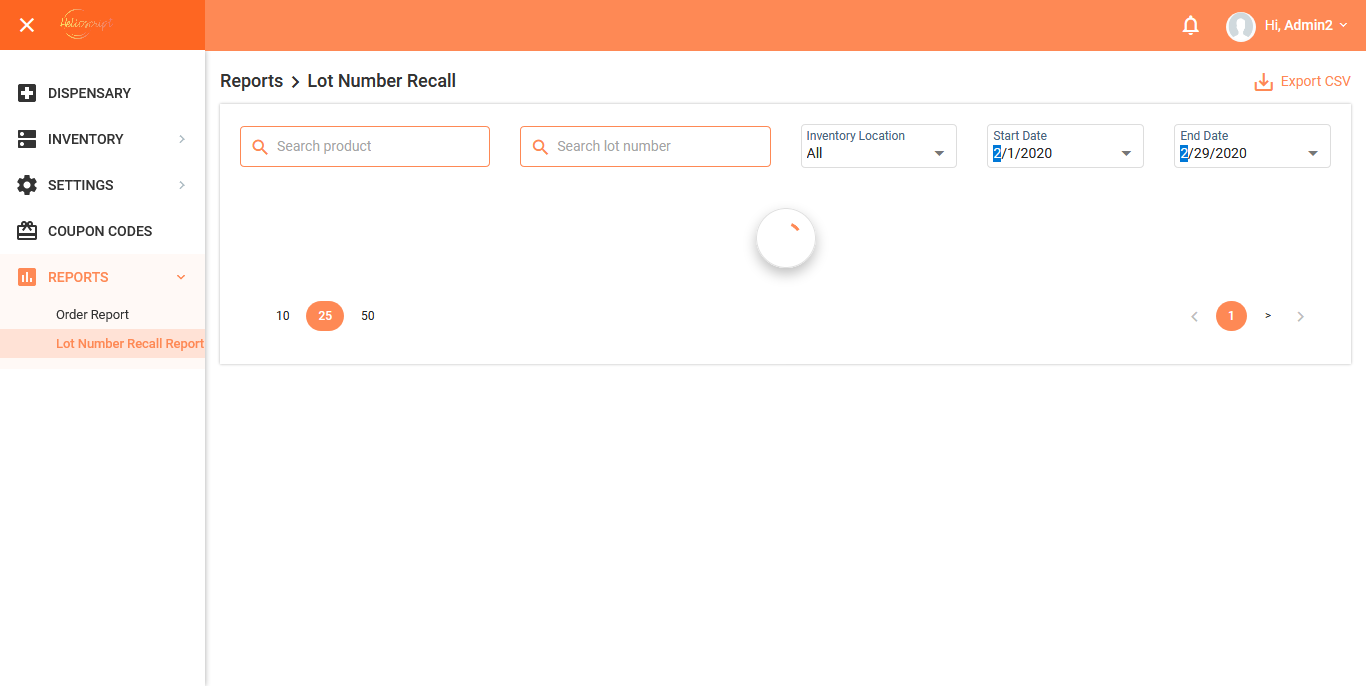 Helioscript
Hi, Admin2
DISPENSARY
INVENTORY
SETTINGS
COUPON CODES
REPORTS
Order Report
Lot Number Recall Report
Reports > Lot Number Recall
Export CSV
Search product
Search lot number
Inventory Location
All
Start Date
2/1/2020
End Date
2/29/2020
10 25 50
< 1 > >